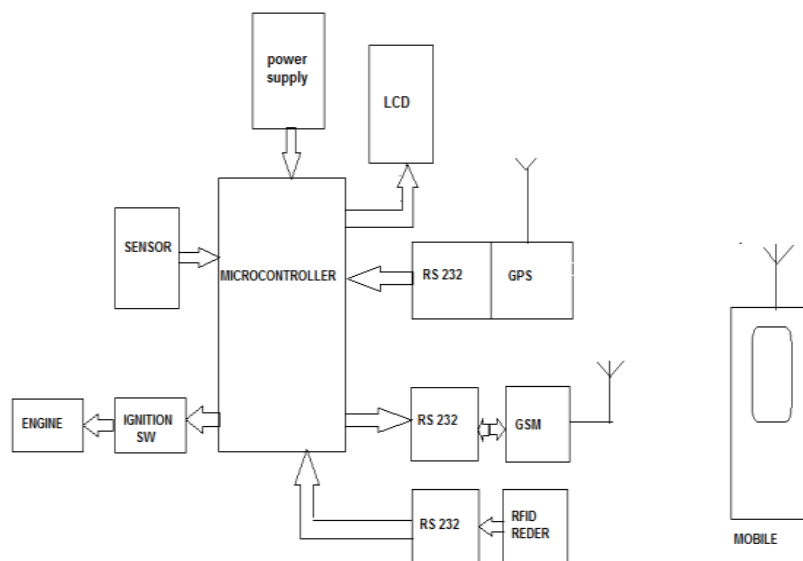 power
supply
LCD
SENSOR
MICROCONTROLLER
RS 232
GPS
ENGINE
IGNITION
SW
RS 232
GSM
RS 232
RFID
REDER
MOBILE